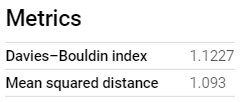 Metrics
Davies–Bouldin index 1.1227
Mean squared distance 1.093